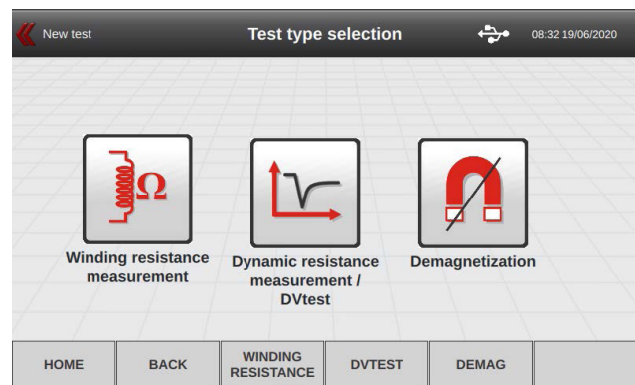 New test
Test type selection
08:32 19/06/2020
Ω
Winding resistance
measurement
Dynamic resistance
measurement /
DVtest
Demagnetization
HOME
BACK
WINDING
RESISTANCE
DVTEST
DEMAG